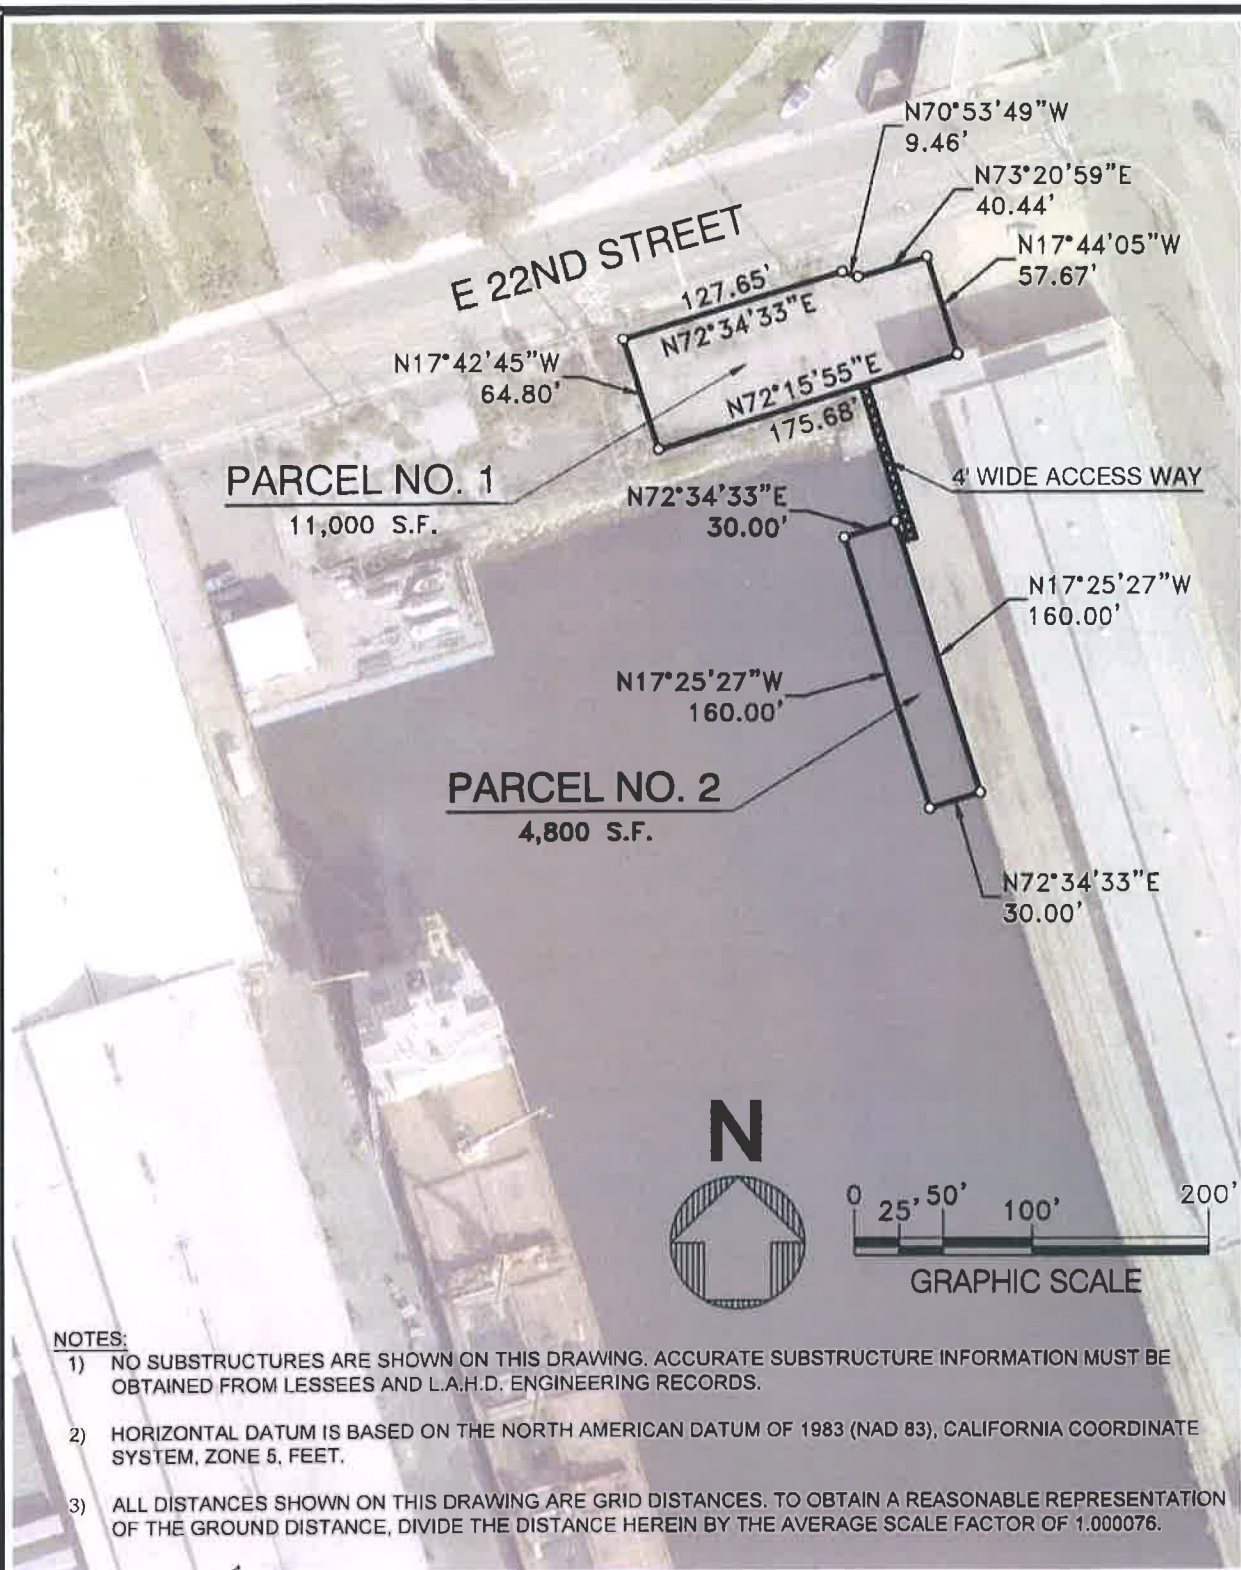 N70°53'49"W
9.46'
N73°20'59"E
40.44'
N17°44'05"W
57.67'
E 22ND STREET
127.65'
N72°34'33"E
N17°42'45"W
64.80'
N72°15'55"E
175.68'
PARCEL NO. 1
11,000 S.F.
4' WIDE ACCESS WAY
N72°34'33"E
30.00'
N17°25'27"W
160.00'
N17°25'27"W
160.00'
PARCEL NO. 2
4,800 S.F.
N72°34'33"E
30.00'
N
0 25' 50' 100' 200'
GRAPHIC SCALE
NOTES:
1) NO SUBSTRUCTURES ARE SHOWN ON THIS DRAWING. ACCURATE SUBSTRUCTURE INFORMATION MUST BE
OBTAINED FROM LESSEES AND L.A.H.D. ENGINEERING RECORDS.
2) HORIZONTAL DATUM IS BASED ON THE NORTH AMERICAN DATUM OF 1983 (NAD 83), CALIFORNIA COORDINATE
SYSTEM, ZONE 5, FEET.
3) ALL DISTANCES SHOWN ON THIS DRAWING ARE GRID DISTANCES. TO OBTAIN A REASONABLE REPRESENTATION
OF THE GROUND DISTANCE, DIVIDE THE DISTANCE HEREIN BY THE AVERAGE SCALE FACTOR OF 1.000076.